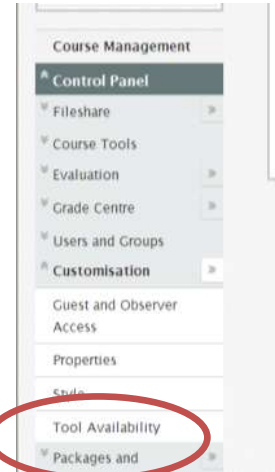 Course Management
Control Panel
Fileshare
Course Tools
Evaluation
Grade Centre
Users and Groups
Customisation
Guest and Observer
Access
Properties
Style
Tool Availability
Packages and